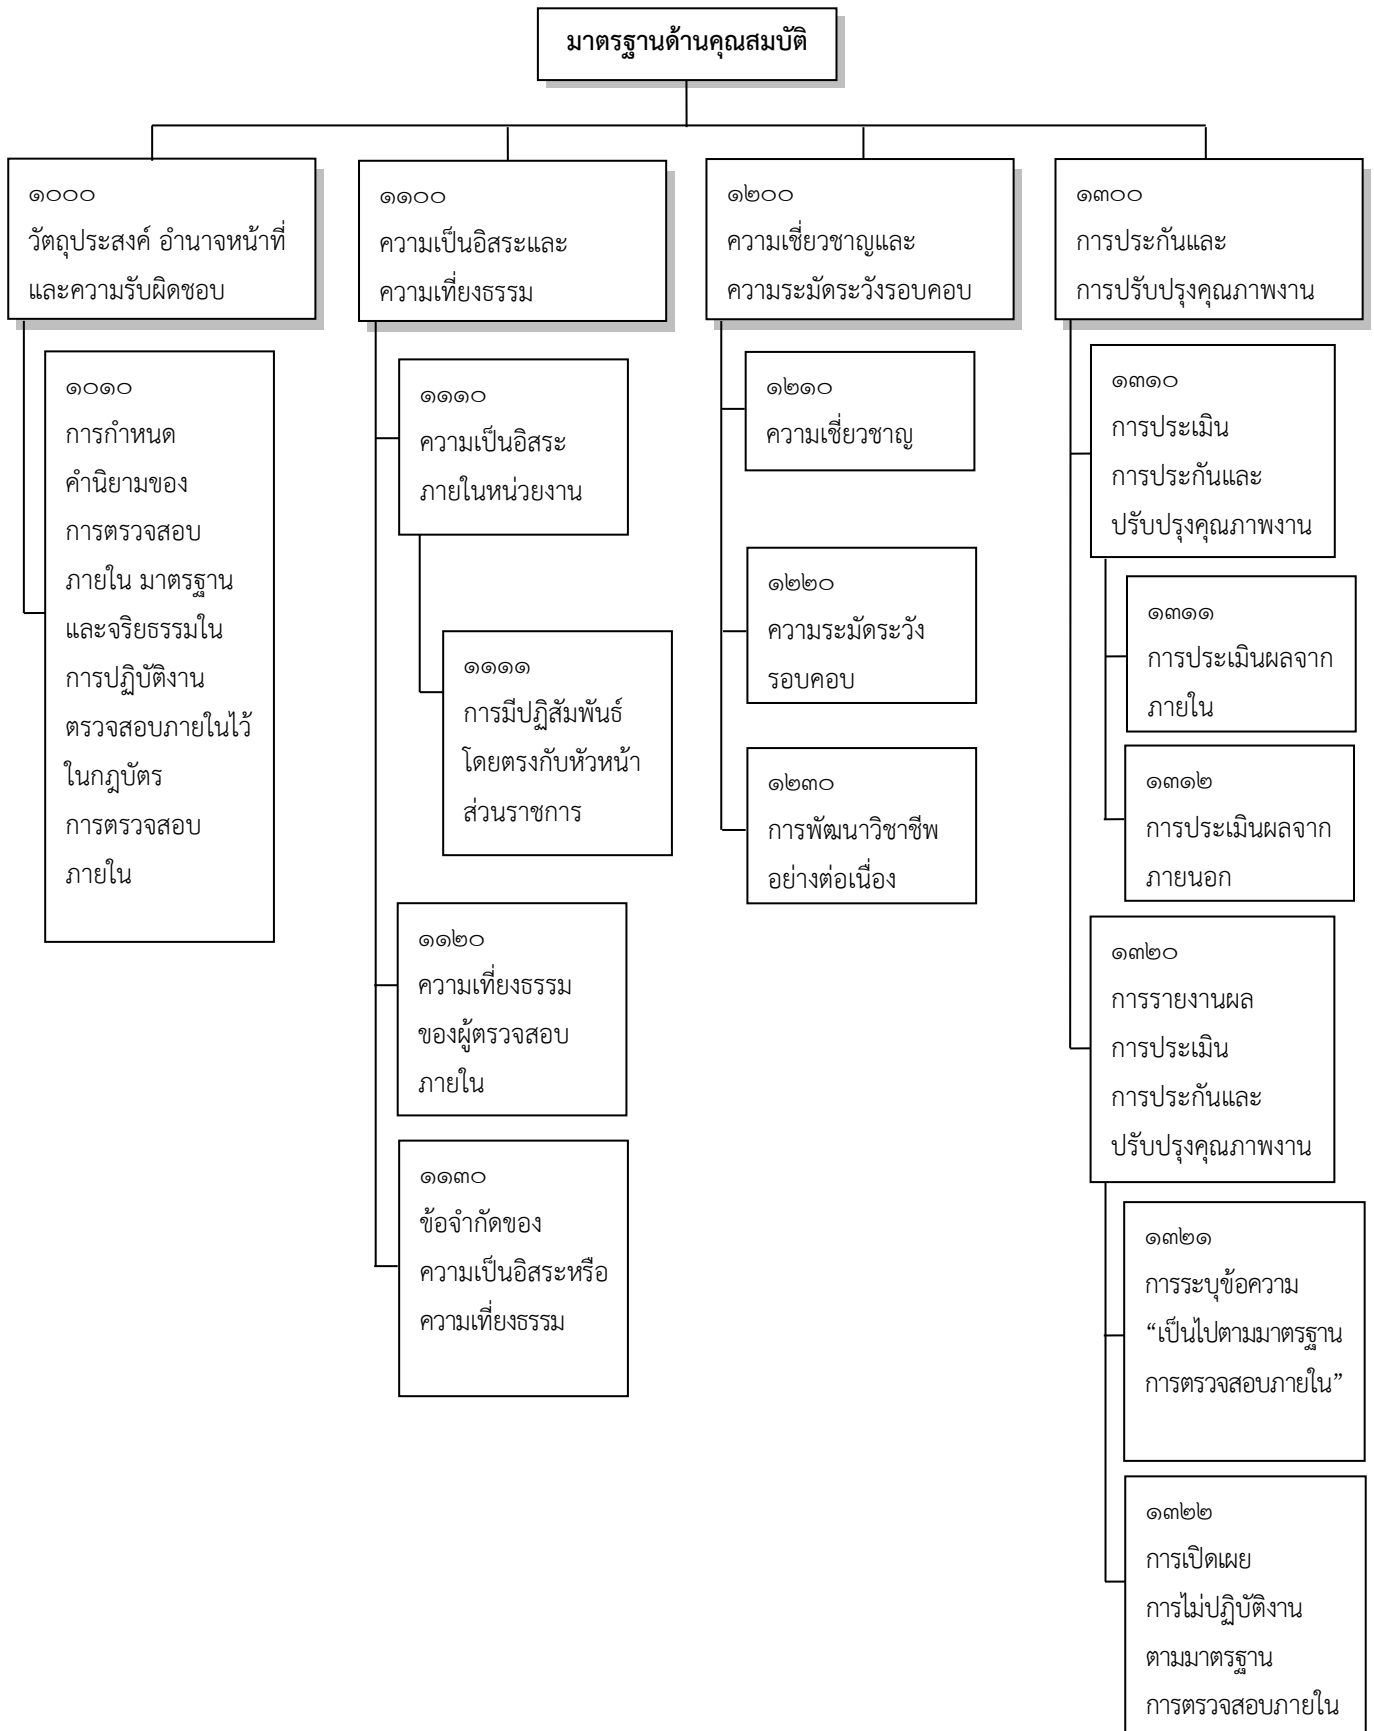 มาตรฐานด้านคุณสมบัติ
๑๐๐๐
วัตถุประสงค์ อำนาจหน้าที่
และความรับผิดชอบ
๑๐๑๐
การกำหนด
คำนิยามของ
การตรวจสอบ
ภายใน มาตรฐาน
และจริยธรรมใน
การปฏิบัติงาน
ตรวจสอบภายในไว้
ในกฎบัตร
การตรวจสอบ
ภายใน
๑๑๐๐
ความเป็นอิสระและ
ความเที่ยงธรรม
๑๑๑๐
ความเป็นอิสระ
ภายในหน่วยงาน
๑๑๑๑
การมีปฏิสัมพันธ์
โดยตรงกับหัวหน้า
ส่วนราชการ
๑๑๒๐
ความเที่ยงธรรม
ของผู้ตรวจสอบ
ภายใน
๑๑๓๐
ข้อจำกัดของ
ความเป็นอิสระหรือ
ความเที่ยงธรรม
๑๒๐๐
ความเชี่ยวชาญและ
ความระมัดระวังรอบคอบ
๑๒๑๐
ความเชี่ยวชาญ
๑๒๒๐
ความระมัดระวัง
รอบคอบ
๑๒๓๐
การพัฒนาวิชาชีพ
อย่างต่อเนื่อง
๑๓๐๐
การประกันและ
การปรับปรุงคุณภาพงาน
๑๓๑๐
การประเมิน
การประกันและ
ปรับปรุงคุณภาพงาน
๑๓๑๑
การประเมินผลจาก
ภายใน
๑๓๑๒
การประเมินผลจาก
ภายนอก
๑๓๒๐
การรายงานผล
การประเมิน
การประกันและ
ปรับปรุงคุณภาพงาน
๑๓๒๑
การระบุข้อความ
“เป็นไปตามมาตรฐาน
การตรวจสอบภายใน”
๑๓๒๒
การเปิดเผย
การไม่ปฏิบัติงาน
ตามมาตรฐาน
การตรวจสอบภายใน